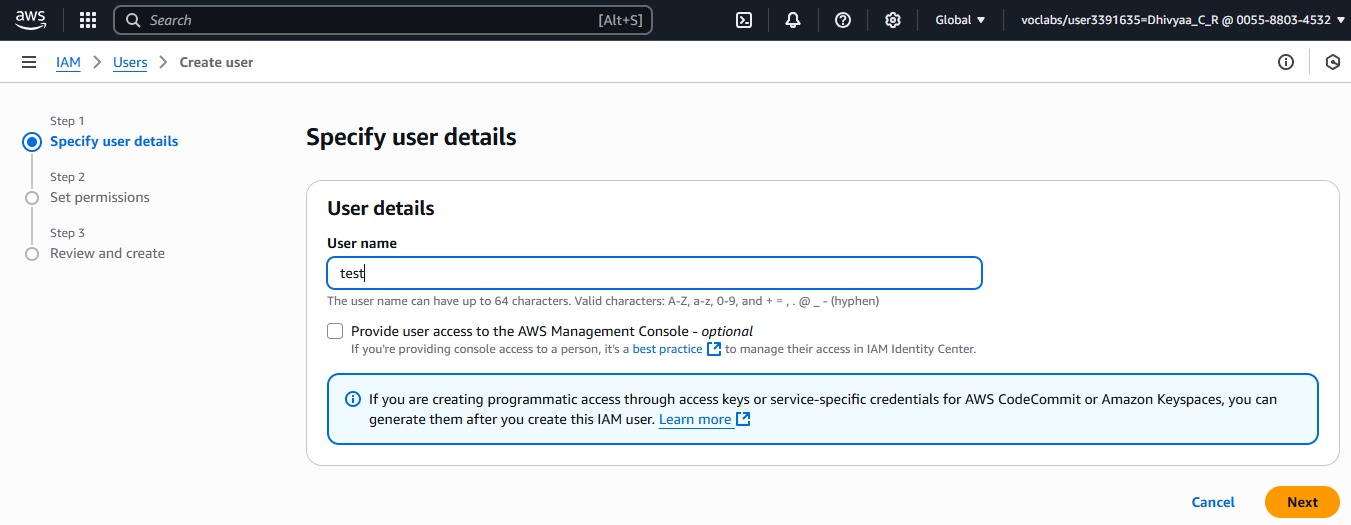 aws
Search [Alt+S]
Global voclabs/user3391635=Dhivyaa_C_R @ 0055-8803-4532
IAM Users Create user
Step 1
Specify user details
Step 2
Set permissions
Step 3
Review and create
Specify user details
User details
User name
test
The user name can have up to 64 characters. Valid characters: A-Z, a-z, 0-9, and + = , . @ _ - (hyphen)
Provide user access to the AWS Management Console - optional
If you're providing console access to a person, it's a best practice to manage their access in IAM Identity Center.
If you are creating programmatic access through access keys or service-specific credentials for AWS CodeCommit or Amazon Keyspaces, you can
generate them after you create this IAM user. Learn more
Cancel Next